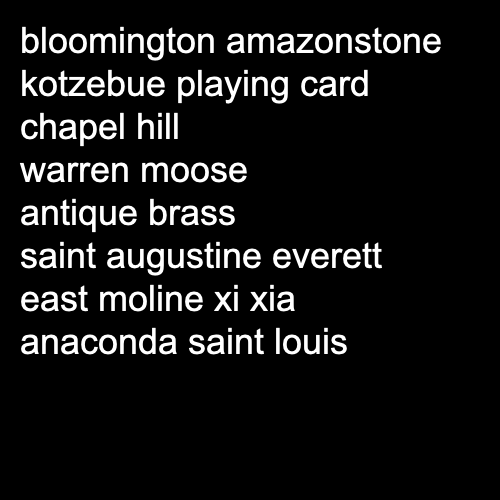 bloomington amazonstone
kotzebue playing card
chapel hill
warren moose
antique brass
saint augustine everett
east moline xi xia
anaconda saint louis